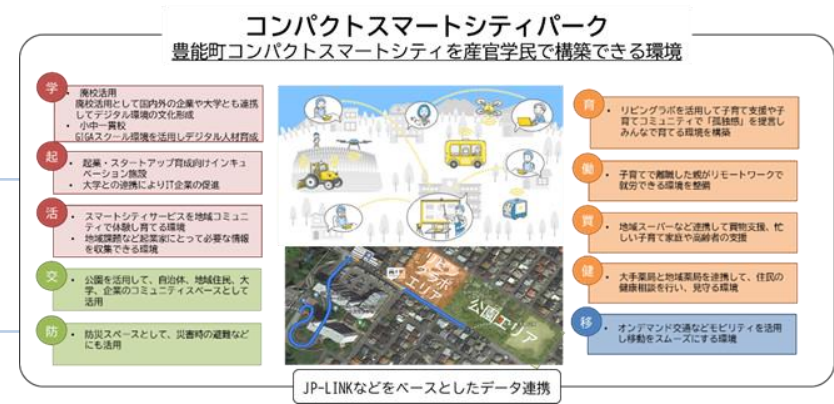 コンパクトスマートシティパーク
豊能町コンパクトスマートシティを産官学民で構築できる環境
学
・ 廃校活用
廃校活用として国内外の企業や大学とも連携
してデジタル環境の文化形成
・ 小中一貫校
GIGAスクール環境を活用しデジタル人材育成
起
・ 起業・スタートアップ育成向けインキュ
ベーション施設
・ 大学との連携によりIT企業の促進
活
・ スマートシティサービスを地域コミュニ
ティで体験し育てる環境
・ 地域課題など起業家にとって必要な情報
を収集できる環境
交
・ 公園を活用して、自治体、地域住民、大
学、企業のコミュニティスペースとして
活用
防
・ 防災スペースとして、災害時の避難など
にも活用
リビング
ラボ
エリア
公園エリア
育
・ リビングラボを活用して子育て支援や子
育てコミュニティで「孤独感」を提言し
みんなで育てる環境を構築
働
・ 子育てで離職した親がリモートワークで
就労できる環境を整備
買
・ 地域スーパーなど連携して買物支援、忙
しい子育て家庭や高齢者の支援
健
・ 大手薬局と地域薬局を連携して、住民の
健康相談を行い、見守る環境
移
・ オンデマンド交通などモビリティを活用
し移動をスムーズにする環境
JP-LINKなどをベースとしたデータ連携